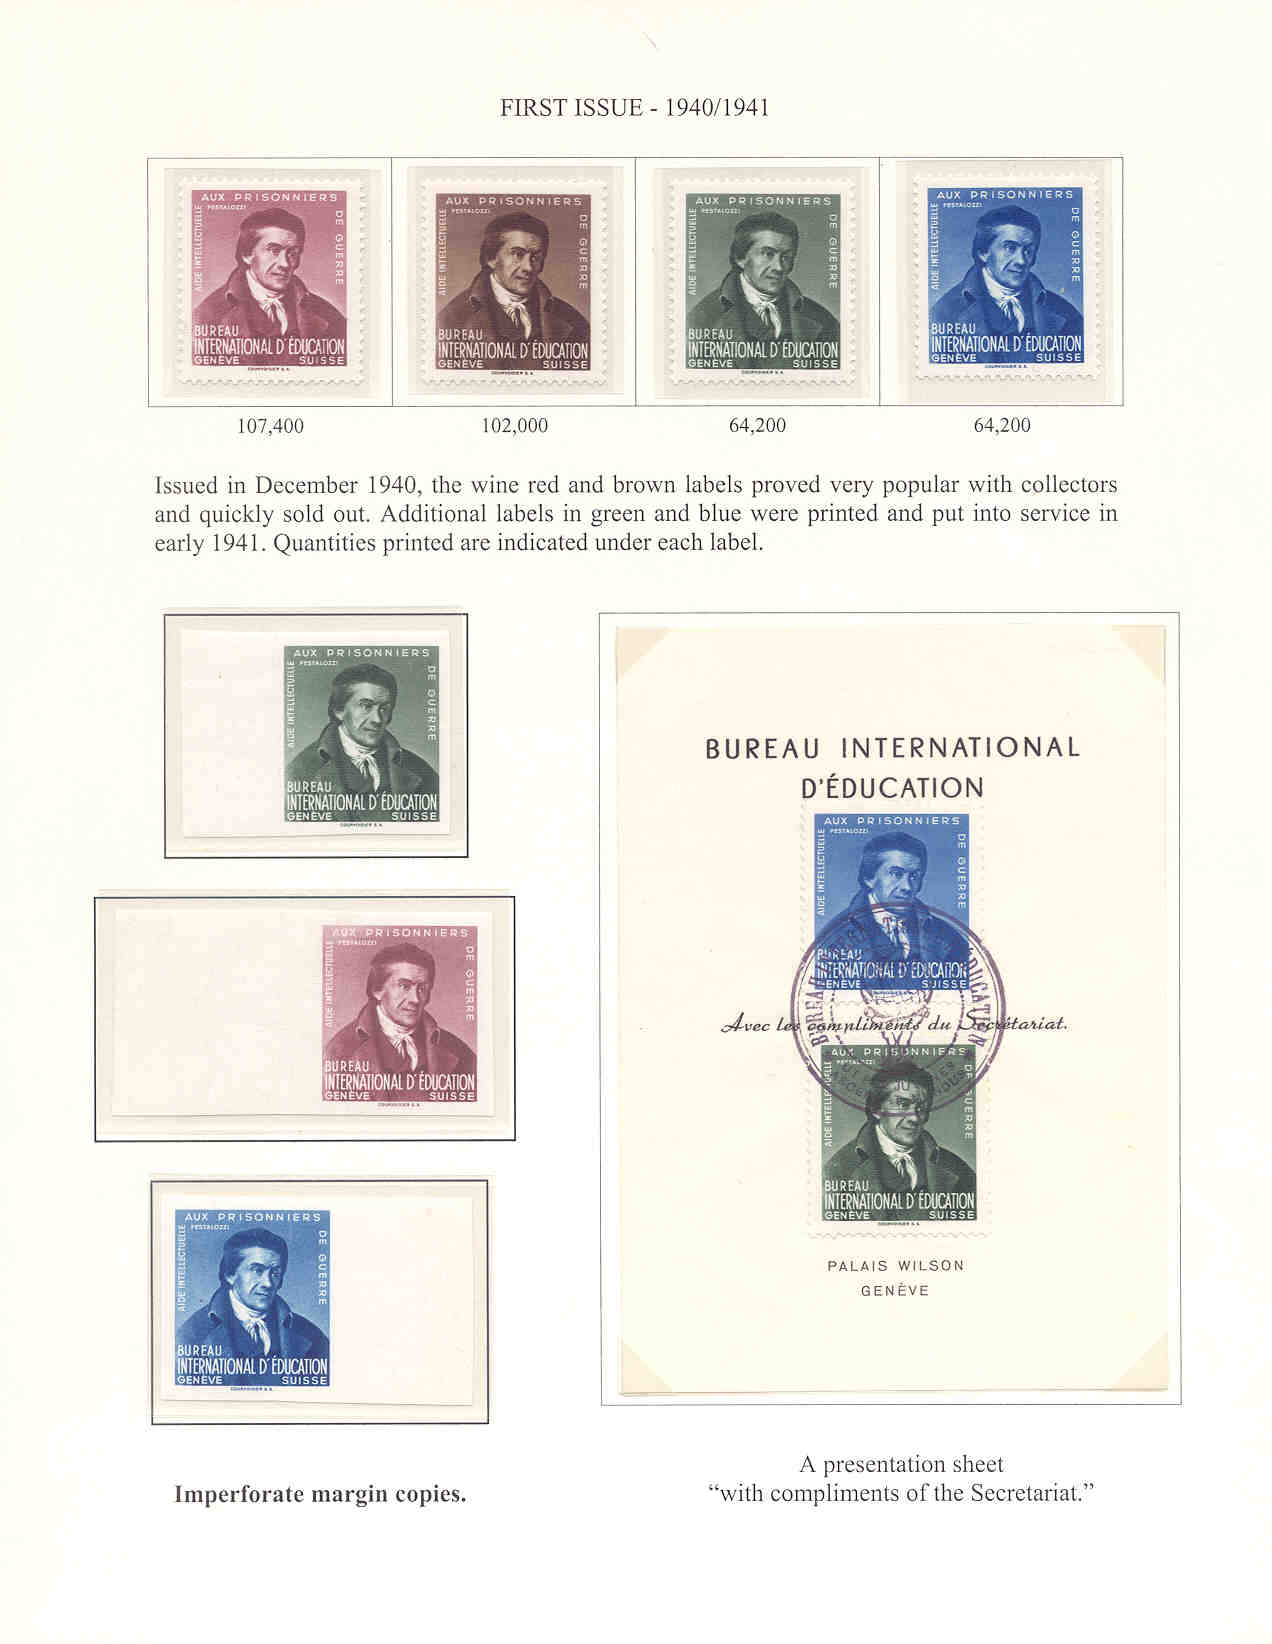 FIRST ISSUE - 1940/1941
AUX PRISONNIERS
PESTALOZZI
AIDE INTELLECTUELLE
DE GUERRE
BUREAU
INTERNATIONAL D'ÉDUCATION
GENÈVE SUISSE
COURVOISIER S.A.
AUX PRISONNIERS
PESTALOZZI
AIDE INTELLECTUELLE
DE GUERRE
BUREAU
INTERNATIONAL D'ÉDUCATION
GENÈVE SUISSE
COURVOISIER S.A.
AUX PRISONNIERS
PESTALOZZI
AIDE INTELLECTUELLE
DE GUERRE
BUREAU
INTERNATIONAL D'ÉDUCATION
GENÈVE SUISSE
COURVOISIER S.A.
AUX PRISONNIERS
PESTALOZZI
AIDE INTELLECTUELLE
DE GUERRE
BUREAU
INTERNATIONAL D'ÉDUCATION
GENÈVE SUISSE
COURVOISIER S.A.
107,400 102,000 64,200 64,200
Issued in December 1940, the wine red and brown labels proved very popular with collectors
and quickly sold out. Additional labels in green and blue were printed and put into service in
early 1941. Quantities printed are indicated under each label.
AUX PRISONNIERS
PESTALOZZI
AIDE INTELLECTUELLE
DE GUERRE
BUREAU
INTERNATIONAL D'ÉDUCATION
GENÈVE SUISSE
COURVOISIER S.A.
AUX PRISONNIERS
PESTALOZZI
AIDE INTELLECTUELLE
DE GUERRE
BUREAU
INTERNATIONAL D'ÉDUCATION
GENÈVE SUISSE
COURVOISIER S.A.
AUX PRISONNIERS
PESTALOZZI
AIDE INTELLECTUELLE
DE GUERRE
BUREAU
INTERNATIONAL D'ÉDUCATION
GENÈVE SUISSE
COURVOISIER S.A.
Imperforate margin copies.
BUREAU INTERNATIONAL
D'ÉDUCATION
AUX PRISONNIERS
PESTALOZZI
AIDE INTELLECTUELLE
DE GUERRE
BUREAU
INTERNATIONAL D'ÉDUCATION
GENÈVE SUISSE
Avec les compliments du Secrétariat.
AUX PRISONNIERS
PESTALOZZI
AIDE INTELLECTUELLE
DE GUERRE
BUREAU
INTERNATIONAL D'ÉDUCATION
GENÈVE SUISSE
COURVOISIER S.A.
PALAIS WILSON
GENÈVE
A presentation sheet
“with compliments of the Secretariat.”